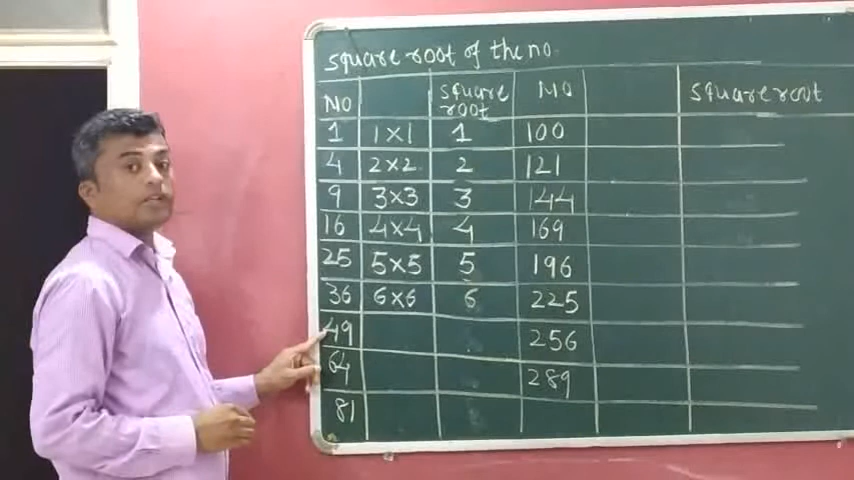 square root of the no.
No square root No squareroot
1 1×1 1 100
4 2×2 2 121
9 3×3 3 144
16 4×4 4 169
25 5×5 5 196
36 6×6 6 225
49 256
64 289
81